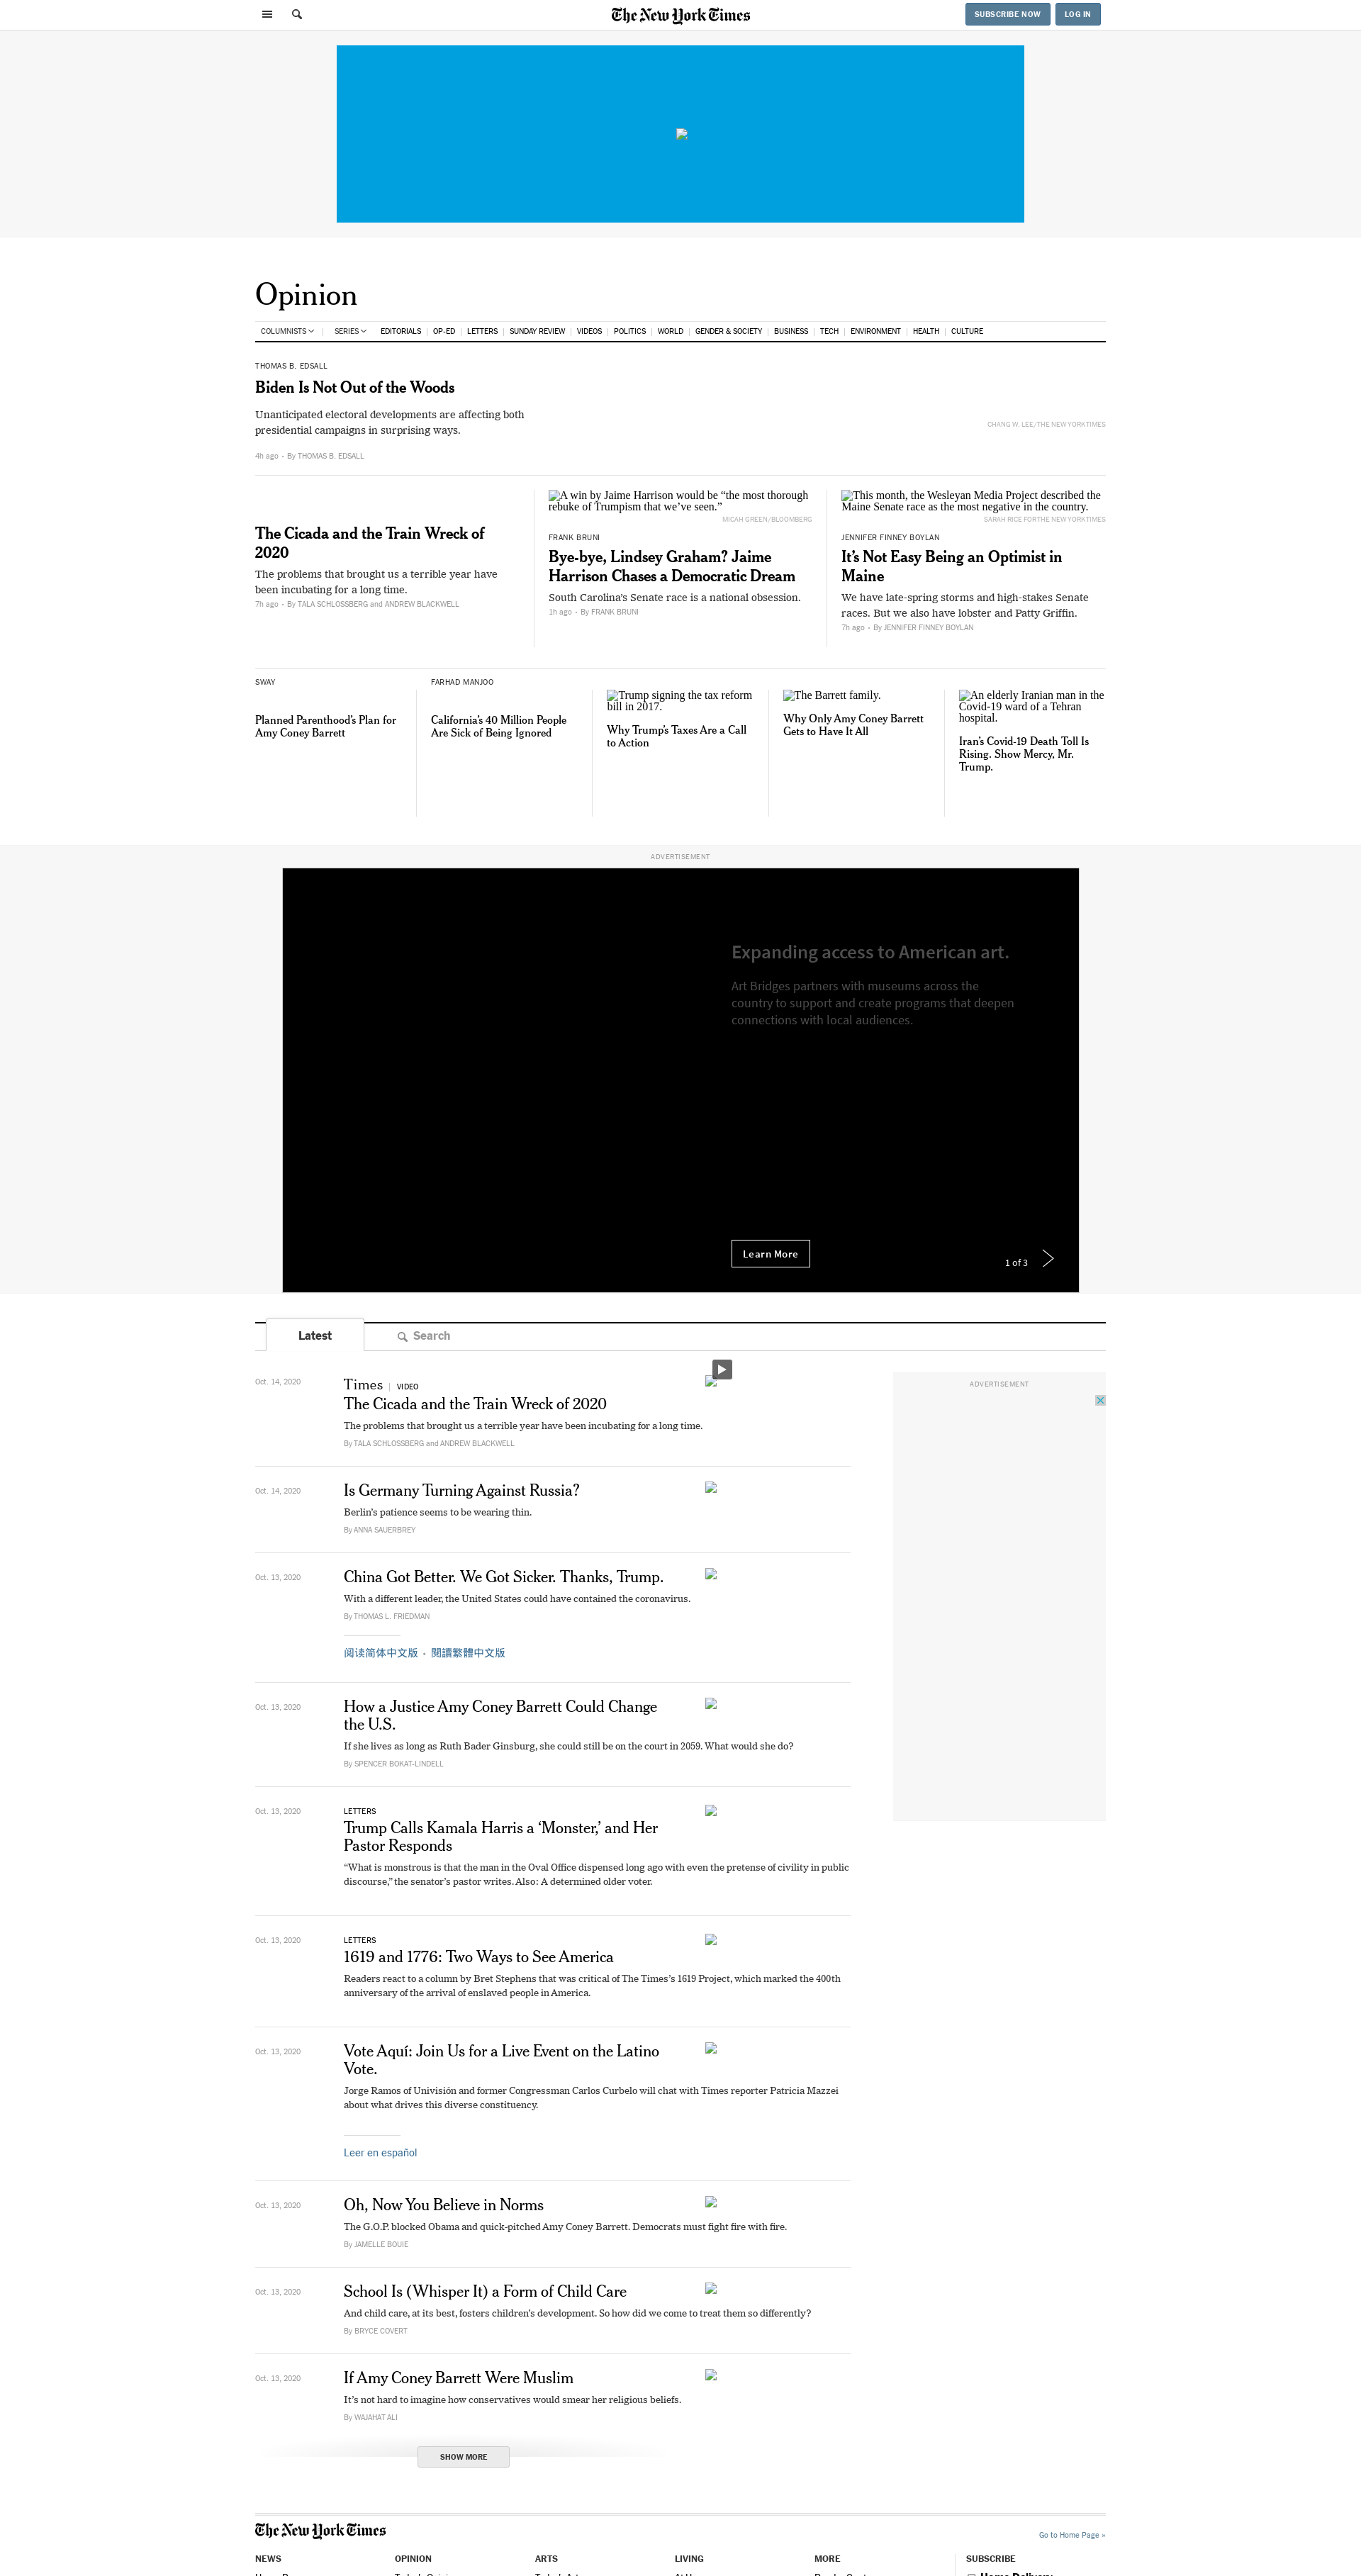 The New York Times
SUBSCRIBE NOW
LOG IN
Opinion
COLUMNISTS
SERIES
EDITORIALS
OP-ED
LETTERS
SUNDAY REVIEW
VIDEOS
POLITICS
WORLD
GENDER & SOCIETY
BUSINESS
TECH
ENVIRONMENT
HEALTH
CULTURE
THOMAS B. EDSALL
Biden Is Not Out of the Woods
Unanticipated electoral developments are affecting both
presidential campaigns in surprising ways.
CHANG W. LEE/THE NEW YORK TIMES
4h ago • By THOMAS B. EDSALL
The Cicada and the Train Wreck of
2020
The problems that brought us a terrible year have
been incubating for a long time.
7h ago • By TALA SCHLOSSBERG and ANDREW BLACKWELL
A win by Jaime Harrison would be “the most thorough
rebuke of Trumpism that we’ve seen.”
MICAH GREEN/BLOOMBERG
FRANK BRUNI
Bye-bye, Lindsey Graham? Jaime
Harrison Chases a Democratic Dream
South Carolina’s Senate race is a national obsession.
1h ago • By FRANK BRUNI
This month, the Wesleyan Media Project described the
Maine Senate race as the most negative in the country.
SARAH RICE FOR THE NEW YORK TIMES
JENNIFER FINNEY BOYLAN
It’s Not Easy Being an Optimist in
Maine
We have late-spring storms and high-stakes Senate
races. But we also have lobster and Patty Griffin.
7h ago • By JENNIFER FINNEY BOYLAN
SWAY
Planned Parenthood’s Plan for
Amy Coney Barrett
FARHAD MANJOO
California’s 40 Million People
Are Sick of Being Ignored
Trump signing the tax reform
bill in 2017.
Why Trump’s Taxes Are a Call
to Action
The Barrett family.
Why Only Amy Coney Barrett
Gets to Have It All
An elderly Iranian man in the
Covid-19 ward of a Tehran
hospital.
Iran’s Covid-19 Death Toll Is
Rising. Show Mercy, Mr.
Trump.
ADVERTISEMENT
Expanding access to American art.
Art Bridges partners with museums across the
country to support and create programs that deepen
connections with local audiences.
Learn More
1 of 3
Latest
Search
ADVERTISEMENT
Oct. 14, 2020
Times | VIDEO
The Cicada and the Train Wreck of 2020
The problems that brought us a terrible year have been incubating for a long time.
By TALA SCHLOSSBERG and ANDREW BLACKWELL
Oct. 14, 2020
Is Germany Turning Against Russia?
Berlin’s patience seems to be wearing thin.
By ANNA SAUERBREY
Oct. 13, 2020
China Got Better. We Got Sicker. Thanks, Trump.
With a different leader, the United States could have contained the coronavirus.
By THOMAS L. FRIEDMAN
阅读简体中文版 • 閱讀繁體中文版
Oct. 13, 2020
How a Justice Amy Coney Barrett Could Change
the U.S.
If she lives as long as Ruth Bader Ginsburg, she could still be on the court in 2059. What would she do?
By SPENCER BOKAT-LINDELL
Oct. 13, 2020
LETTERS
Trump Calls Kamala Harris a ‘Monster,’ and Her
Pastor Responds
“What is monstrous is that the man in the Oval Office dispensed long ago with even the pretense of civility in public
discourse,” the senator’s pastor writes. Also: A determined older voter.
Oct. 13, 2020
LETTERS
1619 and 1776: Two Ways to See America
Readers react to a column by Bret Stephens that was critical of The Times’s 1619 Project, which marked the 400th
anniversary of the arrival of enslaved people in America.
Oct. 13, 2020
Vote Aquí: Join Us for a Live Event on the Latino
Vote.
Jorge Ramos of Univisión and former Congressman Carlos Curbelo will chat with Times reporter Patricia Mazzei
about what drives this diverse constituency.
Leer en español
Oct. 13, 2020
Oh, Now You Believe in Norms
The G.O.P. blocked Obama and quick-pitched Amy Coney Barrett. Democrats must fight fire with fire.
By JAMELLE BOUIE
Oct. 13, 2020
School Is (Whisper It) a Form of Child Care
And child care, at its best, fosters children’s development. So how did we come to treat them so differently?
By BRYCE COVERT
Oct. 13, 2020
If Amy Coney Barrett Were Muslim
It’s not hard to imagine how conservatives would smear her religious beliefs.
By WAJAHAT ALI
SHOW MORE
The New York Times
Go to Home Page »
NEWS
OPINION
ARTS
LIVING
MORE
SUBSCRIBE